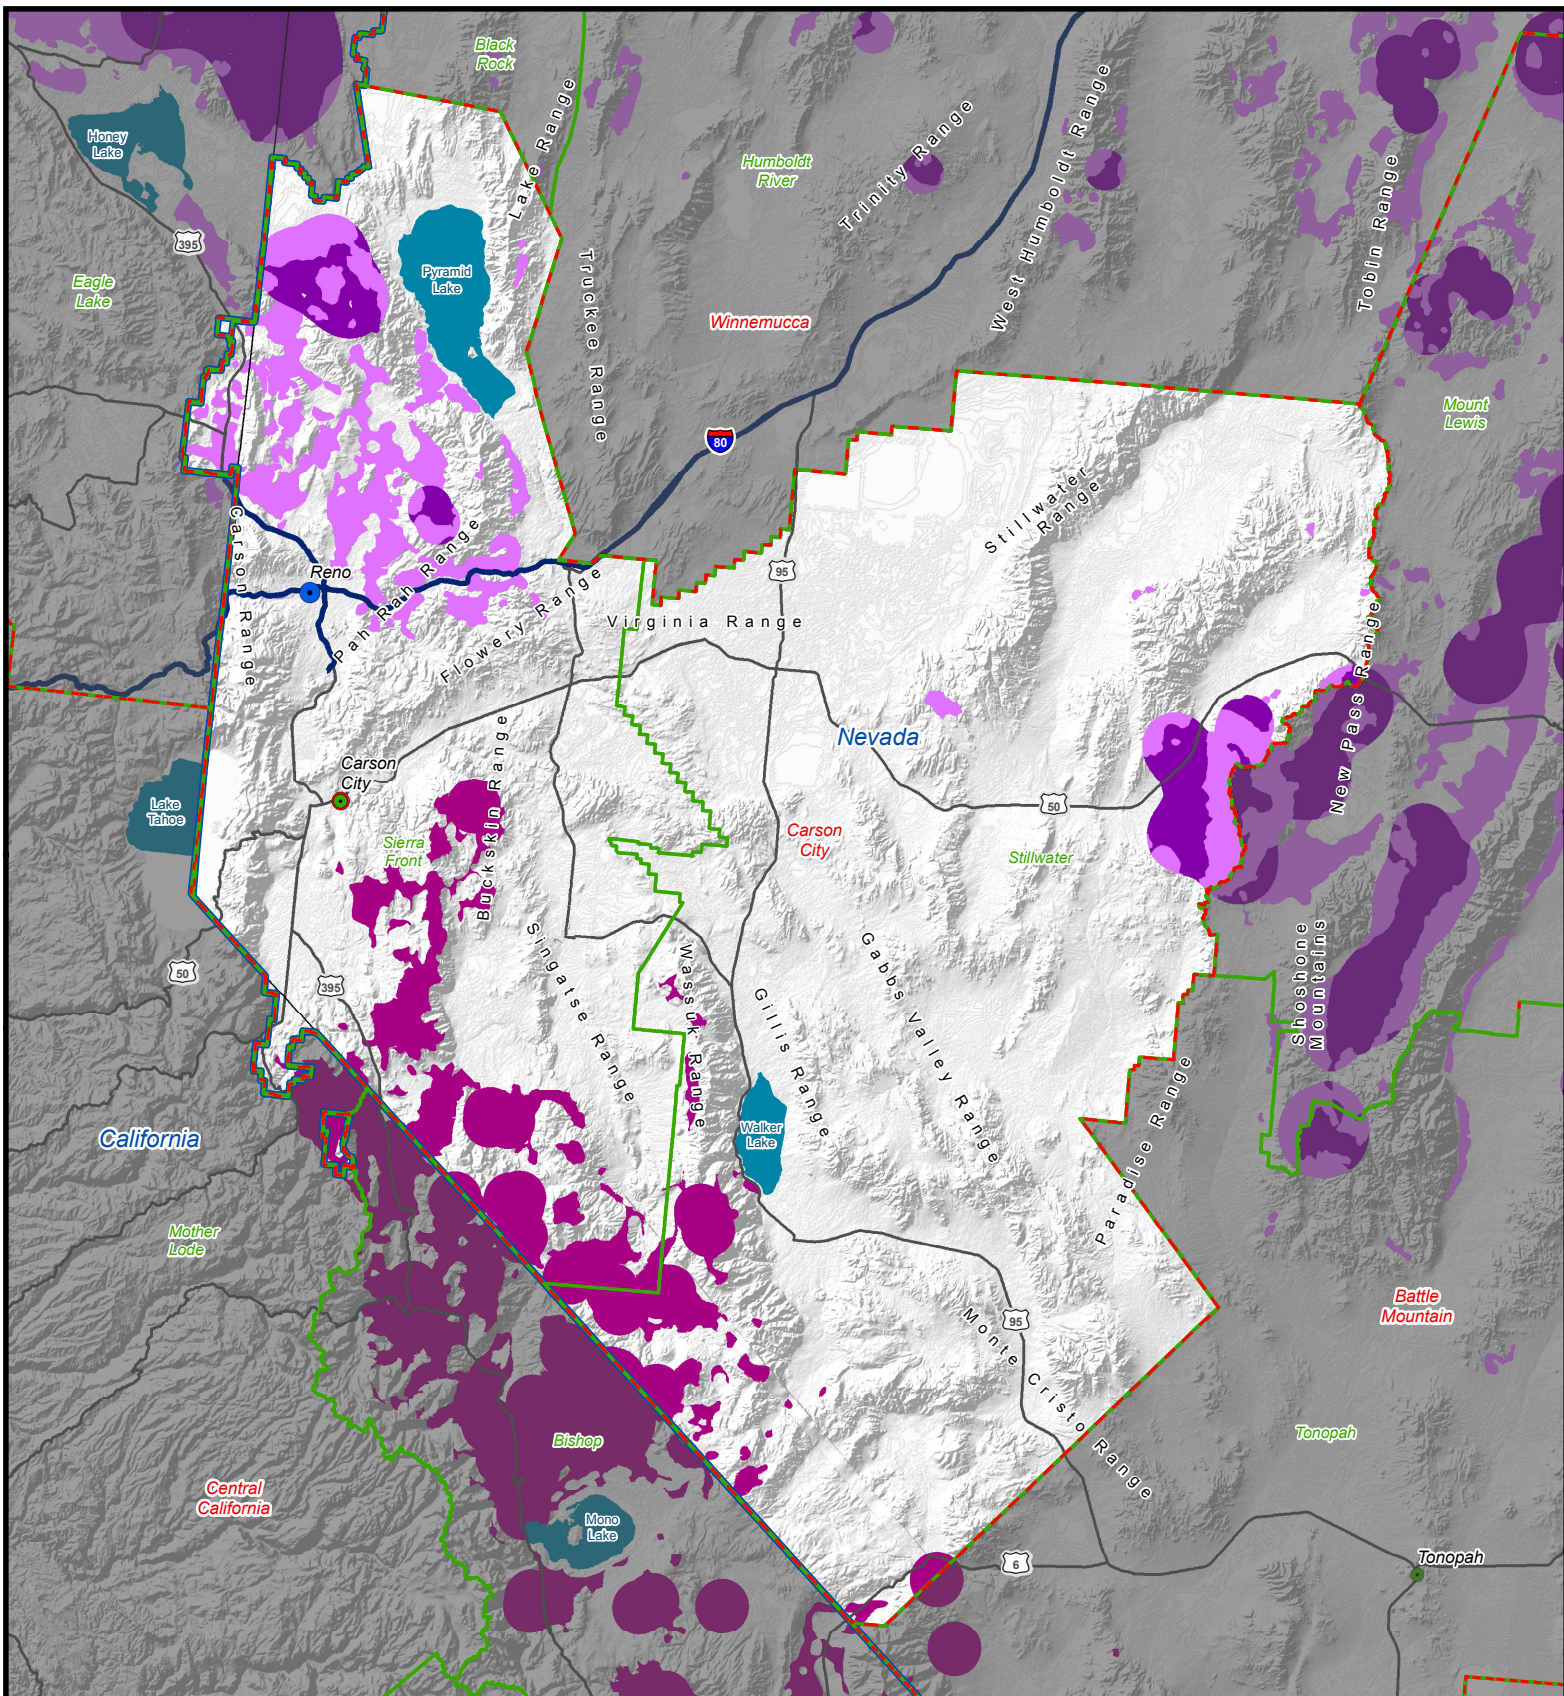 Black
Rock
Lake Range
Honey
Lake
Humboldt
River
Trinity Range
West Humboldt Range
Tobin Range
395
Eagle
Lake
Pyramid
Lake
Truckee Range
Winnemucca
Mount
Lewis
80
Stillwater
Range
Carson Range
Reno
Pah Rah Range
Flowery Range
95
Virginia Range
New Pass Range
Nevada
Carson
City
Lake
Tahoe
Sierra
Front
Buckskin Range
Carson
City
50
Stillwater
50
395
Singatse Range
Wassuk Range
Gillis Range
Gabbs Valley Range
Shoshone
Mountains
Paradise Range
California
Walker
Lake
Mother
Lode
Battle
Mountain
95
Monte Cristo Range
Bishop
Tonopah
Central
California
Mono
Lake
6
Tonopah